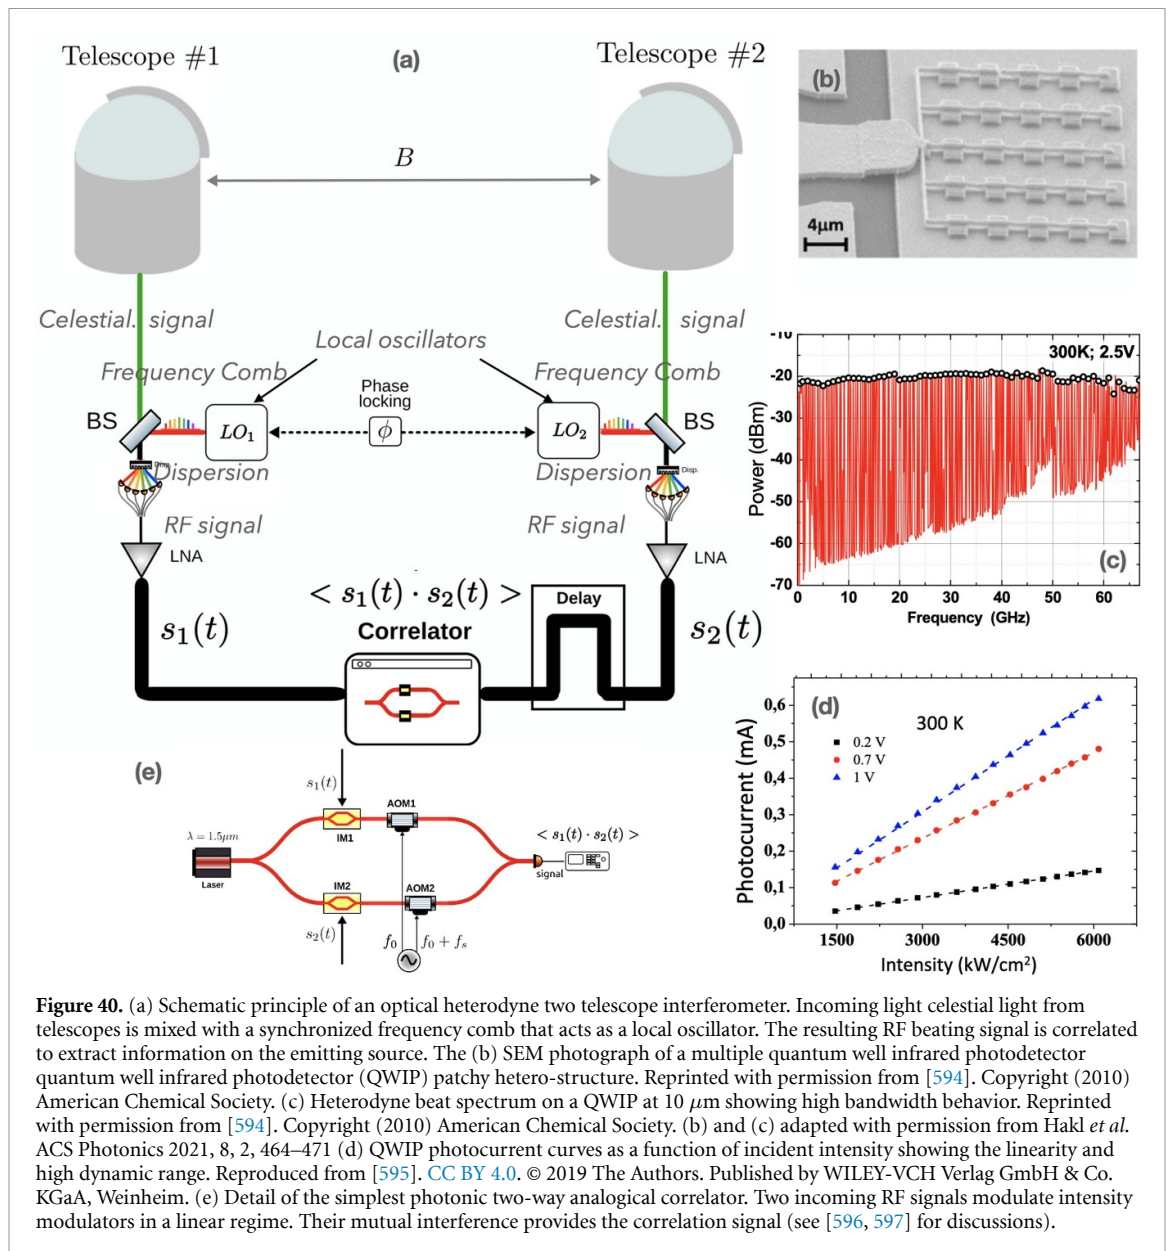 Telescope #1
(a)
Telescope #2
B
Celestial. signal
Celestial. signal
Local oscillators
Frequency Comb
Frequency Comb
Phase
locking
BS
LO1
ϕ
LO2
BS
Disp.
Disp.
Dispersion
Dispersion
RF signal
RF signal
LNA
LNA
< s1(t) · s2(t) >
Delay
s1(t)
Correlator
s2(t)
(b)
4μm
-10
-20
-30
-40
-50
-60
-70
Power (dBm)
300K; 2.5V
(c)
0 10 20 30 40 50 60
Frequency (GHz)
(d)
300 K
0.2 V
0.7 V
1 V
0,6
0,5
0,4
0,3
0,2
0,1
0,0
Photocurrent (mA)
1500 3000 4500 6000
Intensity (kW/cm²)
(e)
s1(t)
AOM1
λ = 1.5μm
IM1
< s1(t) · s2(t) >
Laser
signal
IM2
AOM2
s2(t)
f0
f0 + fs
Figure 40. (a) Schematic principle of an optical heterodyne two telescope interferometer. Incoming light celestial light from
telescopes is mixed with a synchronized frequency comb that acts as a local oscillator. The resulting RF beating signal is correlated
to extract information on the emitting source. The (b) SEM photograph of a multiple quantum well infrared photodetector
quantum well infrared photodetector (QWIP) patchy hetero-structure. Reprinted with permission from [594]. Copyright (2010)
American Chemical Society. (c) Heterodyne beat spectrum on a QWIP at 10 μm showing high bandwidth behavior. Reprinted
with permission from [594]. Copyright (2010) American Chemical Society. (b) and (c) adapted with permission from Hakl et al.
ACS Photonics 2021, 8, 2, 464–471 (d) QWIP photocurrent curves as a function of incident intensity showing the linearity and
high dynamic range. Reproduced from [595]. CC BY 4.0. © 2019 The Authors. Published by WILEY-VCH Verlag GmbH & Co.
KGaA, Weinheim. (e) Detail of the simplest photonic two-way analogical correlator. Two incoming RF signals modulate intensity
modulators in a linear regime. Their mutual interference provides the correlation signal (see [596, 597] for discussions).